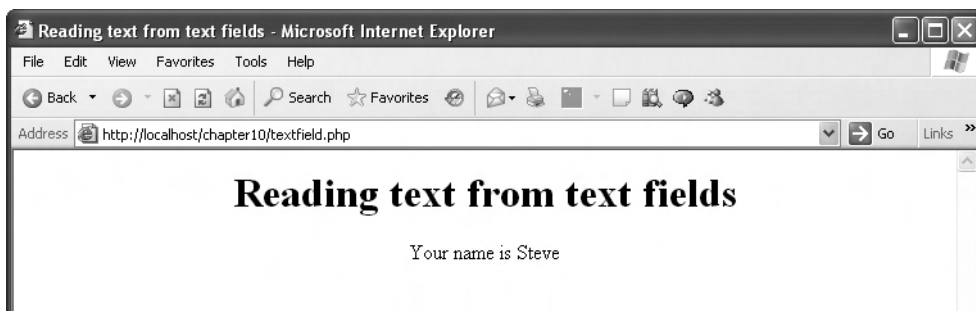 Reading text from text fields - Microsoft Internet Explorer
File Edit View Favorites Tools Help
Back Search Favorites
Address http://localhost/chapter10/textfield.php Go Links »
Reading text from text fields
Your name is Steve